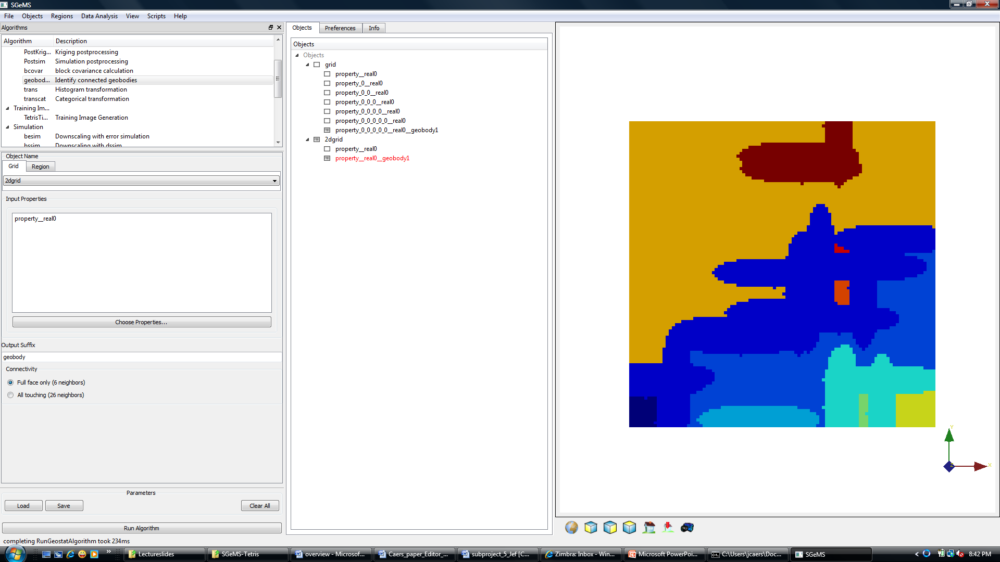 SGeMS
File Objects Regions Data Analysis View Scripts Help
Algorithms
Algorithm Description
PostKrig... Kriging postprocessing
Postsim Simulation postprocessing
bcovar block covariance calculation
geobod... Identify connected geobodies
trans Histogram transformation
transcat Categorical transformation
Training Im...
TetrisTi... Training Image Generation
Simulation
besim Downscaling with error simulation
bssim Downscaling with dssim
Object Name
Grid Region
2dgrid
Input Properties
property__real0
Choose Properties...
Output Suffix
geobody
Connectivity
Full face only (6 neighbors)
All touching (26 neighbors)
Parameters
Load Save Clear All
Run Algorithm
completing RunGeostatAlgorithm took 234ms
Objects Preferences Info
Objects
Objects
grid
property__real0
property_0__real0
property_0_0__real0
property_0_0_0__real0
property_0_0_0_0__real0
property_0_0_0_0_0__real0
property_0_0_0_0_0__real0__geobody1
2dgrid
property__real0
property__real0__geobody1
Y
Z
X
Lectureslides SGeMS-Tetris overview - Microsof... Caers_paper_Editor_... subproject_5_Jef [C... Zimbra: Inbox - Win... Microsoft PowerPoi... C:\Users\jcaers\Doc... SGeMS 8:42 PM